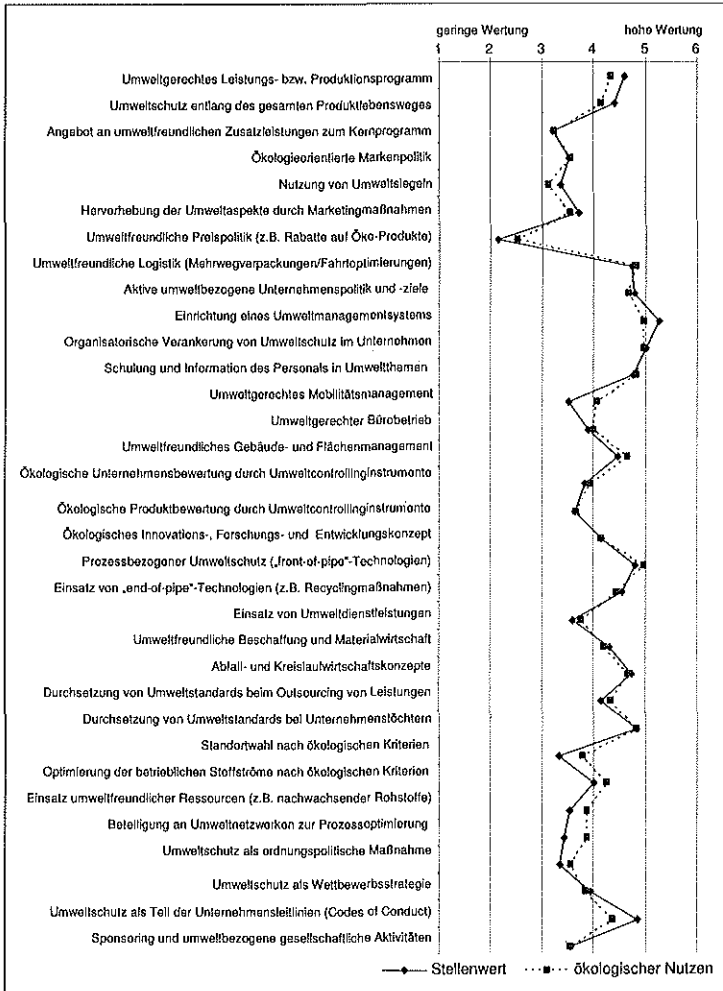 geringe Wertung hohe Wertung
1 2 3 4 5 6
Umweltgerechtes Leistungs- bzw. Produktionsprogramm
Umweltschutz entlang des gesamten Produktlebensweges
Angebot an umweltfreundlichen Zusatzleistungen zum Kernprogramm
Ökologieorientierte Markenpolitik
Nutzung von Umweltsiegeln
Hervorhebung der Umweltaspekte durch Marketingmaßnahmen
Umweltfreundliche Preispolitik (z.B. Rabatte auf Öko-Produkte)
Umweltfreundliche Logistik (Mehrwegverpackungen/Fahrtoptimierungen)
Aktive umweltbezogene Unternehmenspolitik und -ziele
Einrichtung eines Umweltmanagementsystems
Organisatorische Verankerung von Umweltschutz im Unternehmen
Schulung und Information des Personals in Umweltthemen
Umweltgerechtes Mobilitätsmanagement
Umweltgerechter Bürobetrieb
Umweltfreundliches Gebäude- und Flächenmanagement
Ökologische Unternehmensbewertung durch Umweltcontrollinginstrumente
Ökologische Produktbewertung durch Umweltcontrollinginstrumente
Ökologisches Innovations-, Forschungs- und Entwicklungskonzept
Prozessbezogener Umweltschutz („front-of-pipe“-Technologien)
Einsatz von „end-of-pipe“-Technologien (z.B. Recyclingmaßnahmen)
Einsatz von Umweltdienstleistungen
Umweltfreundliche Beschaffung und Materialwirtschaft
Abfall- und Kreislaufwirtschaftskonzepte
Durchsetzung von Umweltstandards beim Outsourcing von Leistungen
Durchsetzung von Umweltstandards bei Unternehmenstöchtern
Standortwahl nach ökologischen Kriterien
Optimierung der betrieblichen Stoffströme nach ökologischen Kriterien
Einsatz umweltfreundlicher Ressourcen (z.B. nachwachsender Rohstoffe)
Beteiligung an Umweltnetzwerken zur Prozessoptimierung
Umweltschutz als ordnungspolitische Maßnahme
Umweltschutz als Wettbewerbsstrategie
Umweltschutz als Teil der Unternehmensleitlinien (Codes of Conduct)
Sponsoring und umweltbezogene gesellschaftliche Aktivitäten
Stellenwert ökologischer Nutzen